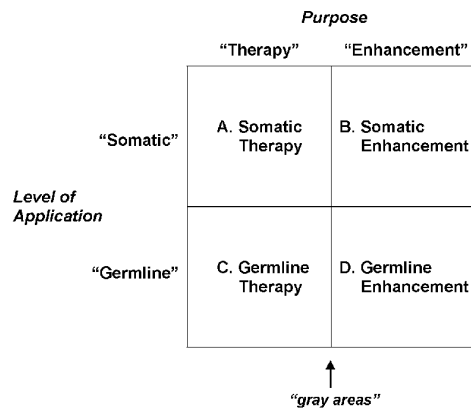 Purpose
“Therapy” “Enhancement”
“Somatic”
A. Somatic
Therapy
B. Somatic
Enhancement
Level of
Application
“Germline”
C. Germline
Therapy
D. Germline
Enhancement
“gray areas”